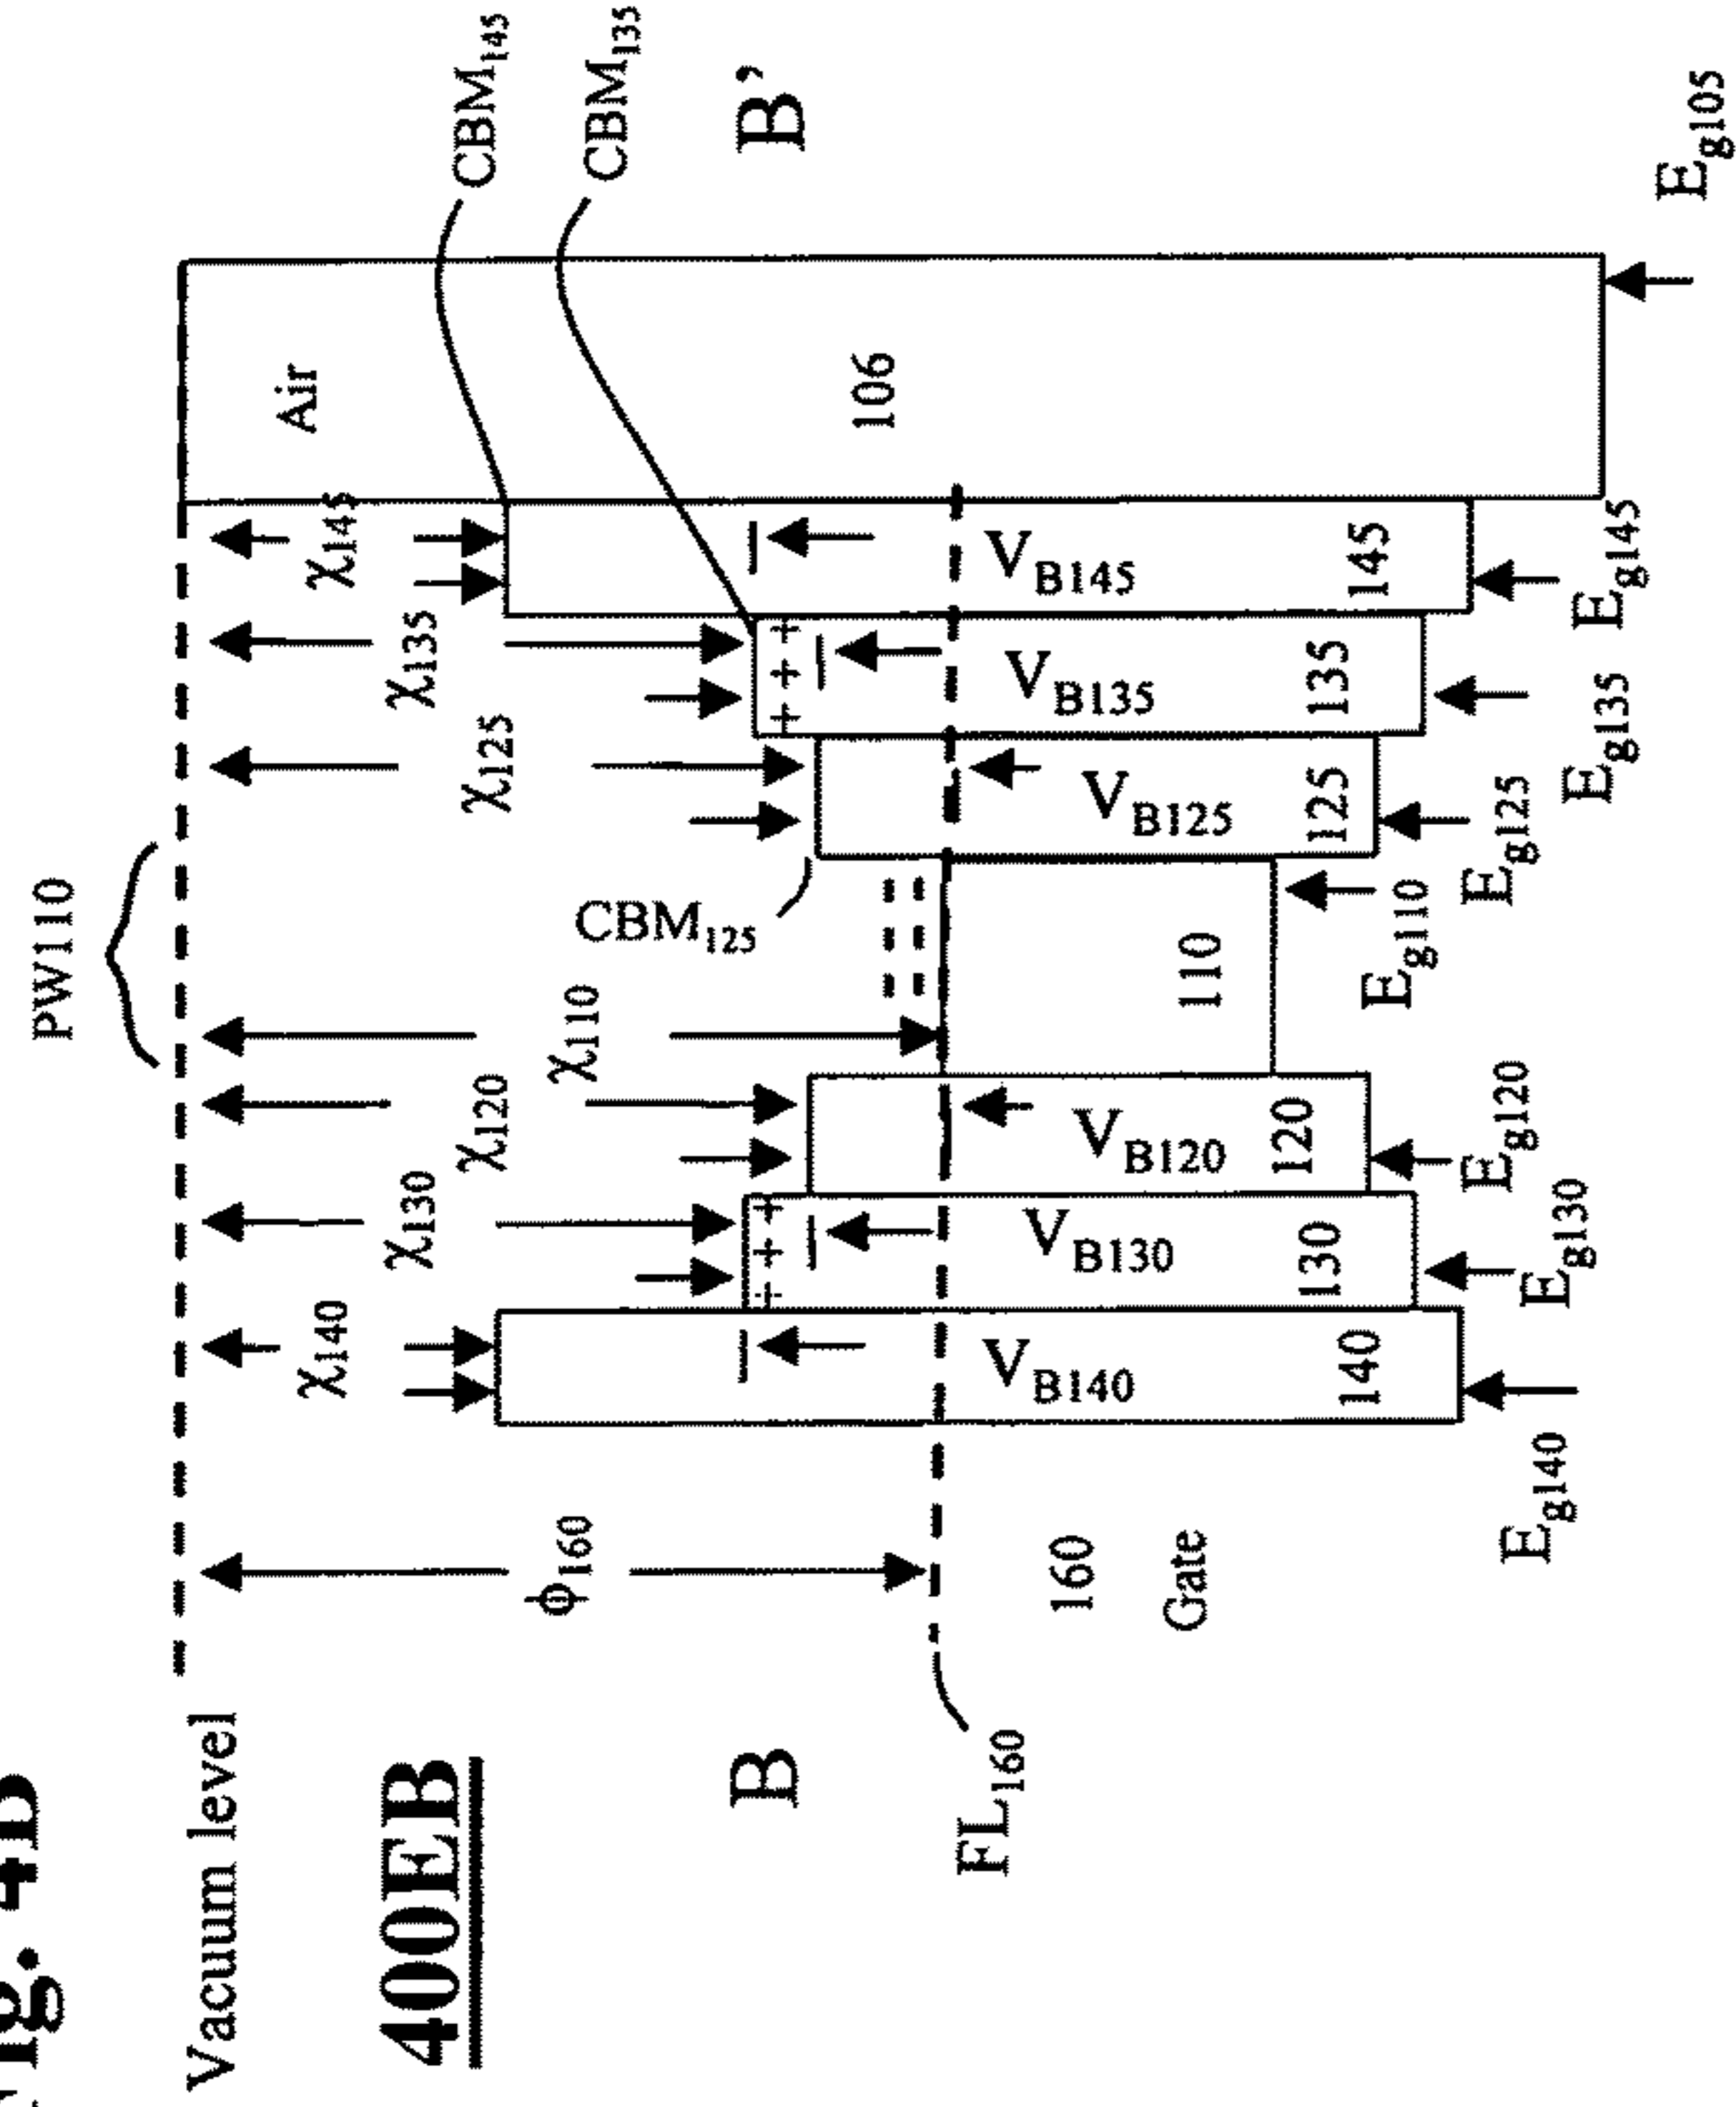 Vacuum level
400EB
PW110
B
B'
FL160
ϕ160
160
Gate
χ140
χ130
χ120
χ110
χ125
χ135
χ145
Air
106
CBM145
CBM135
CBM125
VB140
VB130
VB120
VB125
VB135
VB145
140
130
120
110
125
135
145
+ + +
+ + +
Eg140
Eg130
Eg120
Eg110
Eg125
Eg135
Eg145
Eg105